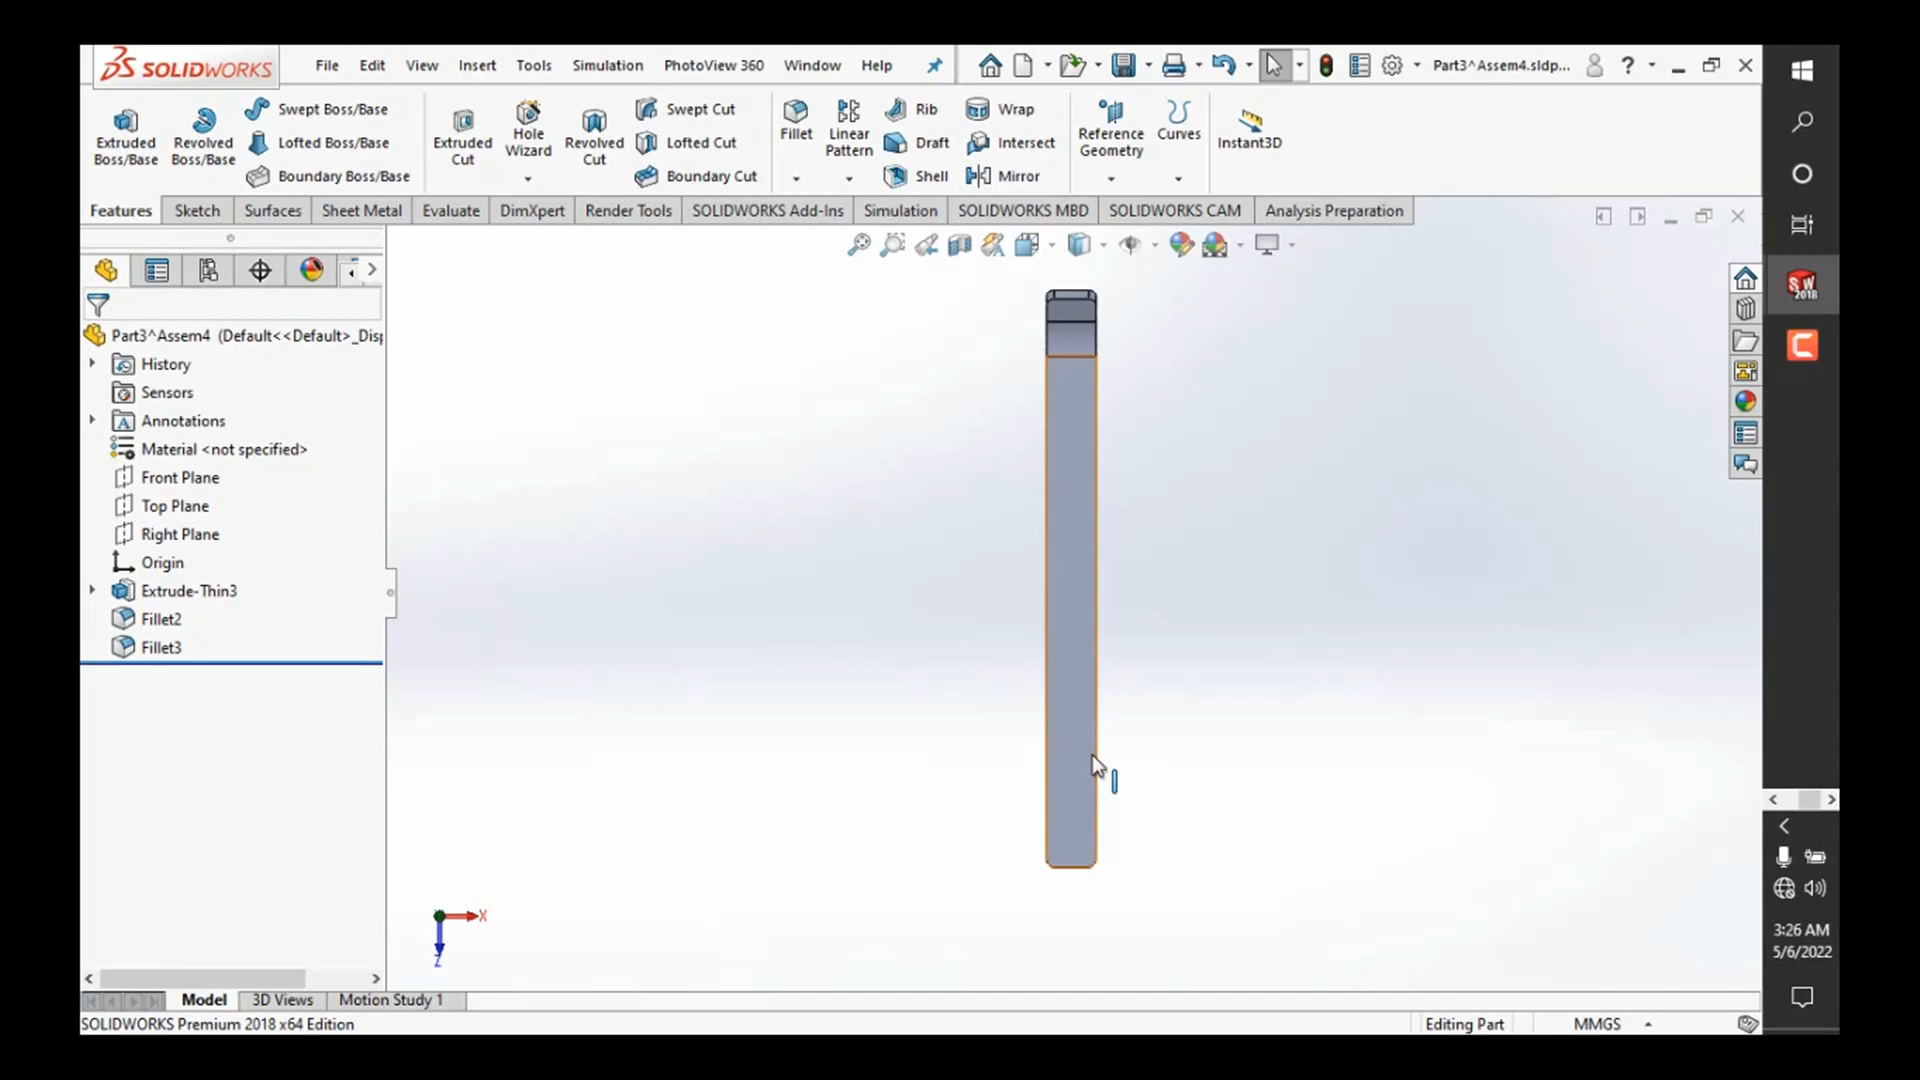 SOLIDWORKS File Edit View Insert Tools Simulation PhotoView 360 Window Help Part3^Assem4.sldp... ?
Extruded Boss/Base
Revolved Boss/Base
Swept Boss/Base
Lofted Boss/Base
Boundary Boss/Base
Extruded Cut
Hole Wizard
Revolved Cut
Swept Cut
Lofted Cut
Boundary Cut
Fillet
Linear Pattern
Rib
Draft
Shell
Wrap
Intersect
Mirror
Reference Geometry
Curves
Instant3D
Features Sketch Surfaces Sheet Metal Evaluate DimXpert Render Tools SOLIDWORKS Add-Ins Simulation SOLIDWORKS MBD SOLIDWORKS CAM Analysis Preparation
Part3^Assem4 (Default<<Default>_Disp
History
Sensors
Annotations
Material <not specified>
Front Plane
Top Plane
Right Plane
Origin
Extrude-Thin3
Fillet2
Fillet3
X
Z
Model 3D Views Motion Study 1
SOLIDWORKS Premium 2018 x64 Edition Editing Part MMGS
SW 2018
3:26 AM
5/6/2022